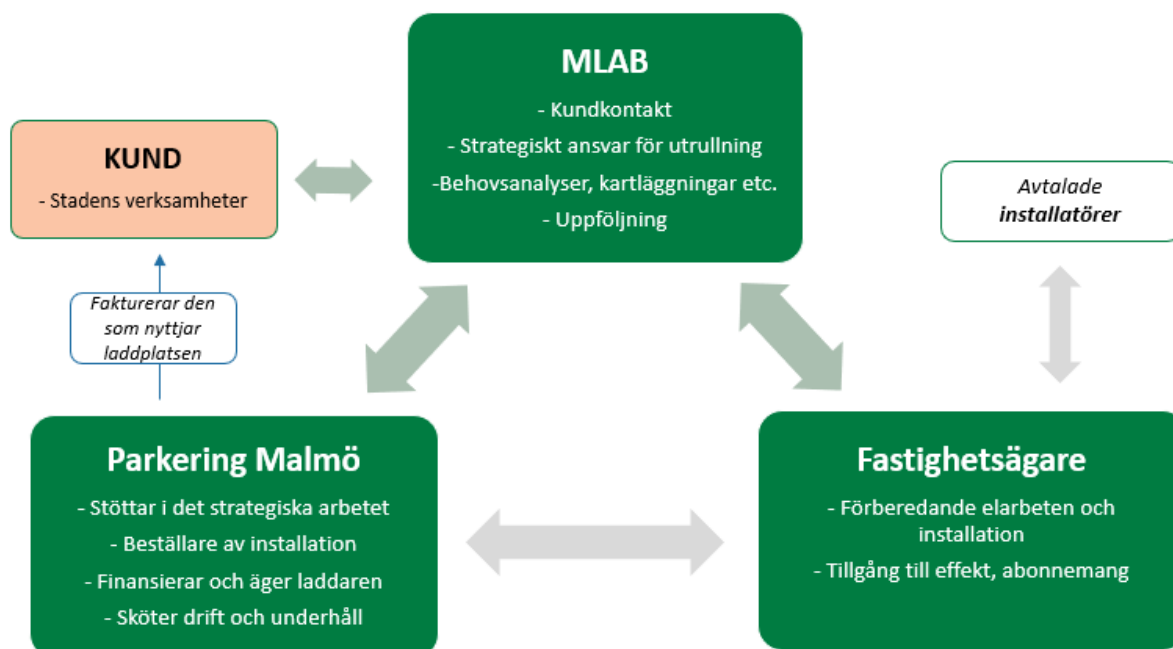 MLAB
- Kundkontakt
- Strategiskt ansvar för utrullning
-Behovsanalyser, kartläggningar etc.
- Uppföljning
KUND
- Stadens verksamheter
Avtalade
installatörer
Fakturerar den
som nyttjar
laddplatsen
Parkering Malmö
- Stöttar i det strategiska arbetet
- Beställare av installation
- Finansierar och äger laddaren
- Sköter drift och underhåll
Fastighetsägare
- Förberedande elarbeten och
installation
- Tillgång till effekt, abonnemang